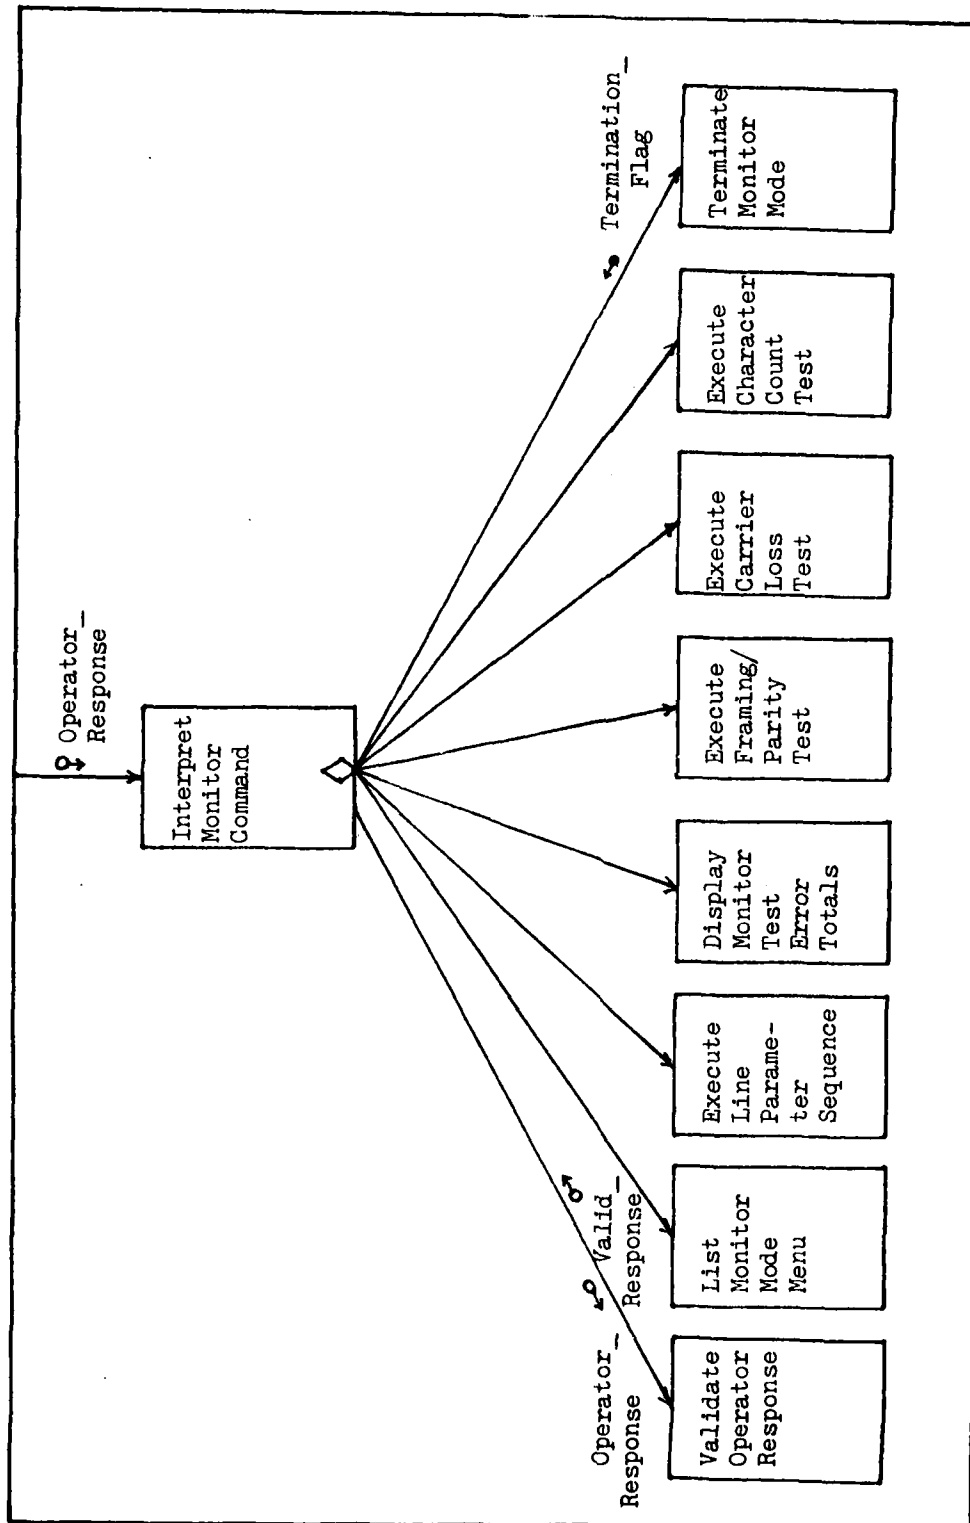 Operator_
Response
Interpret
Monitor
Command
Operator_
Response
Valid_
Response
Termination_
Flag
Validate
Operator
Response
List
Monitor
Mode
Menu
Execute
Line
Parame-
ter
Sequence
Display
Monitor
Test
Error
Totals
Execute
Framing/
Parity
Test
Execute
Carrier
Loss
Test
Execute
Character
Count
Test
Terminate
Monitor
Mode